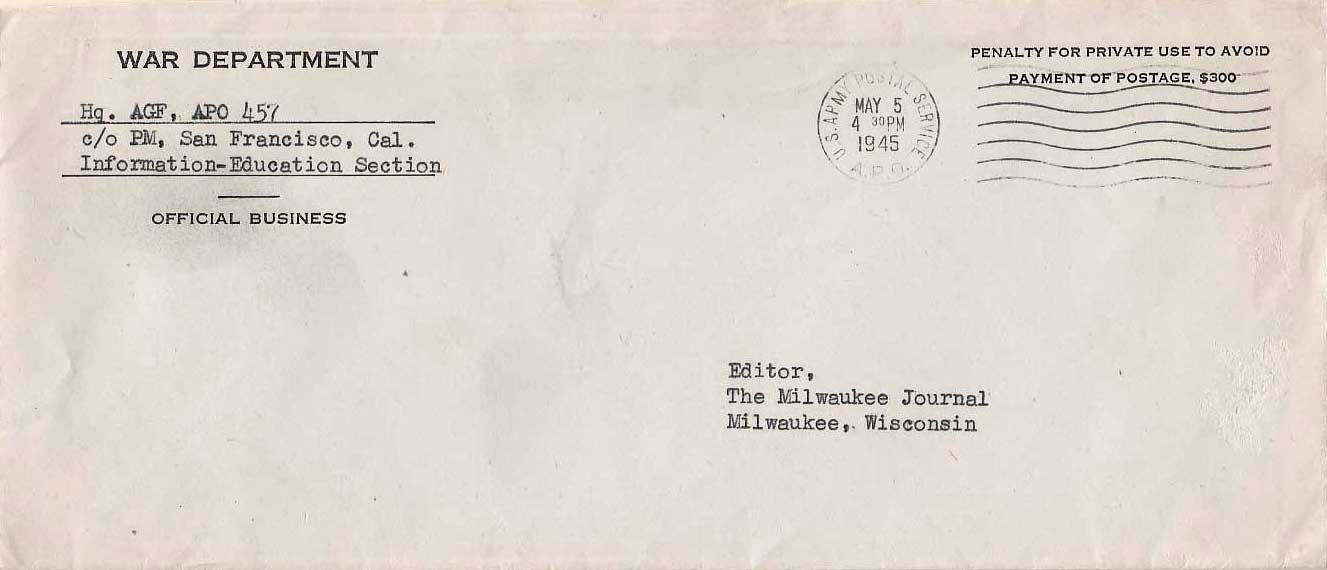 WAR DEPARTMENT
Hq. AGF, APO 457
c/o PM, San Francisco, Cal.
Information-Education Section
OFFICIAL BUSINESS
U.S. ARMY POSTAL SERVICE
MAY 5
4 30PM
1945
A.P.O.
PENALTY FOR PRIVATE USE TO AVOID
PAYMENT OF POSTAGE, $300
Editor,
The Milwaukee Journal
Milwaukee, Wisconsin